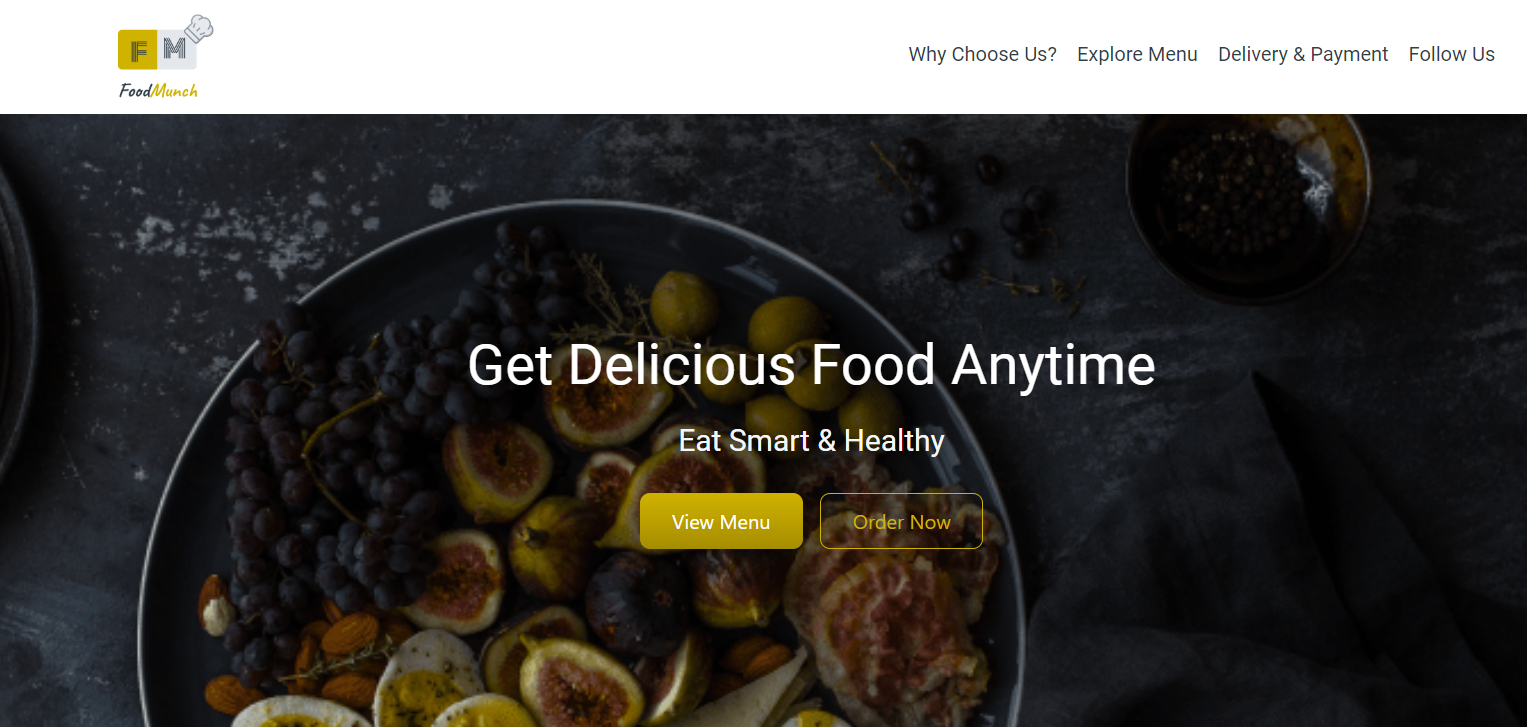 F M
FoodMunch
Why Choose Us? Explore Menu Delivery & Payment Follow Us
Get Delicious Food Anytime
Eat Smart & Healthy
View Menu Order Now